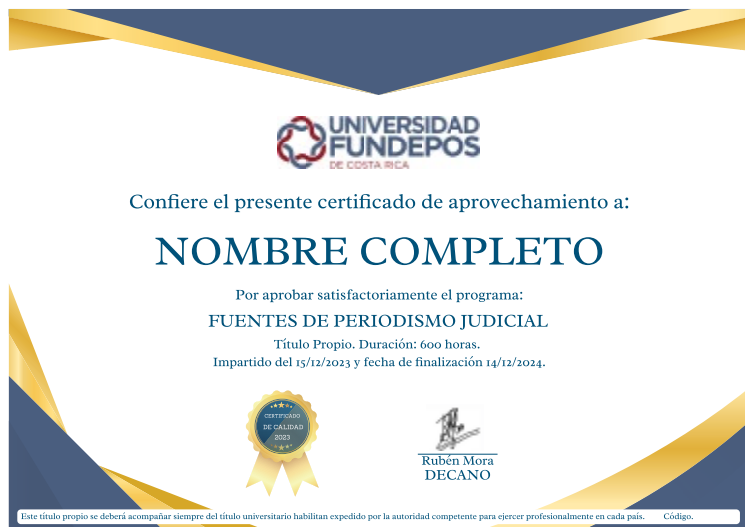 UNIVERSIDAD
FUNDEPOS
DE COSTA RICA
Confiere el presente certificado de aprovechamiento a:
NOMBRE COMPLETO
Por aprobar satisfactoriamente el programa:
FUENTES DE PERIODISMO JUDICIAL
Título Propio. Duración: 600 horas.
Impartido del 15/12/2023 y fecha de finalización 14/12/2024.
CERTIFICADO
DE CALIDAD
2023
Rubén Mora
DECANO
Este título propio se deberá acompañar siempre del título universitario habilitan expedido por la autoridad competente para ejercer profesionalmente en cada país. Código.